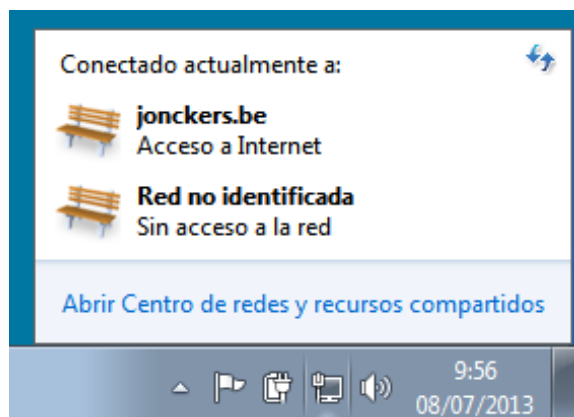 Conectado actualmente a:
jonckers.be
Acceso a Internet
Red no identificada
Sin acceso a la red
Abrir Centro de redes y recursos compartidos
9:56
08/07/2013